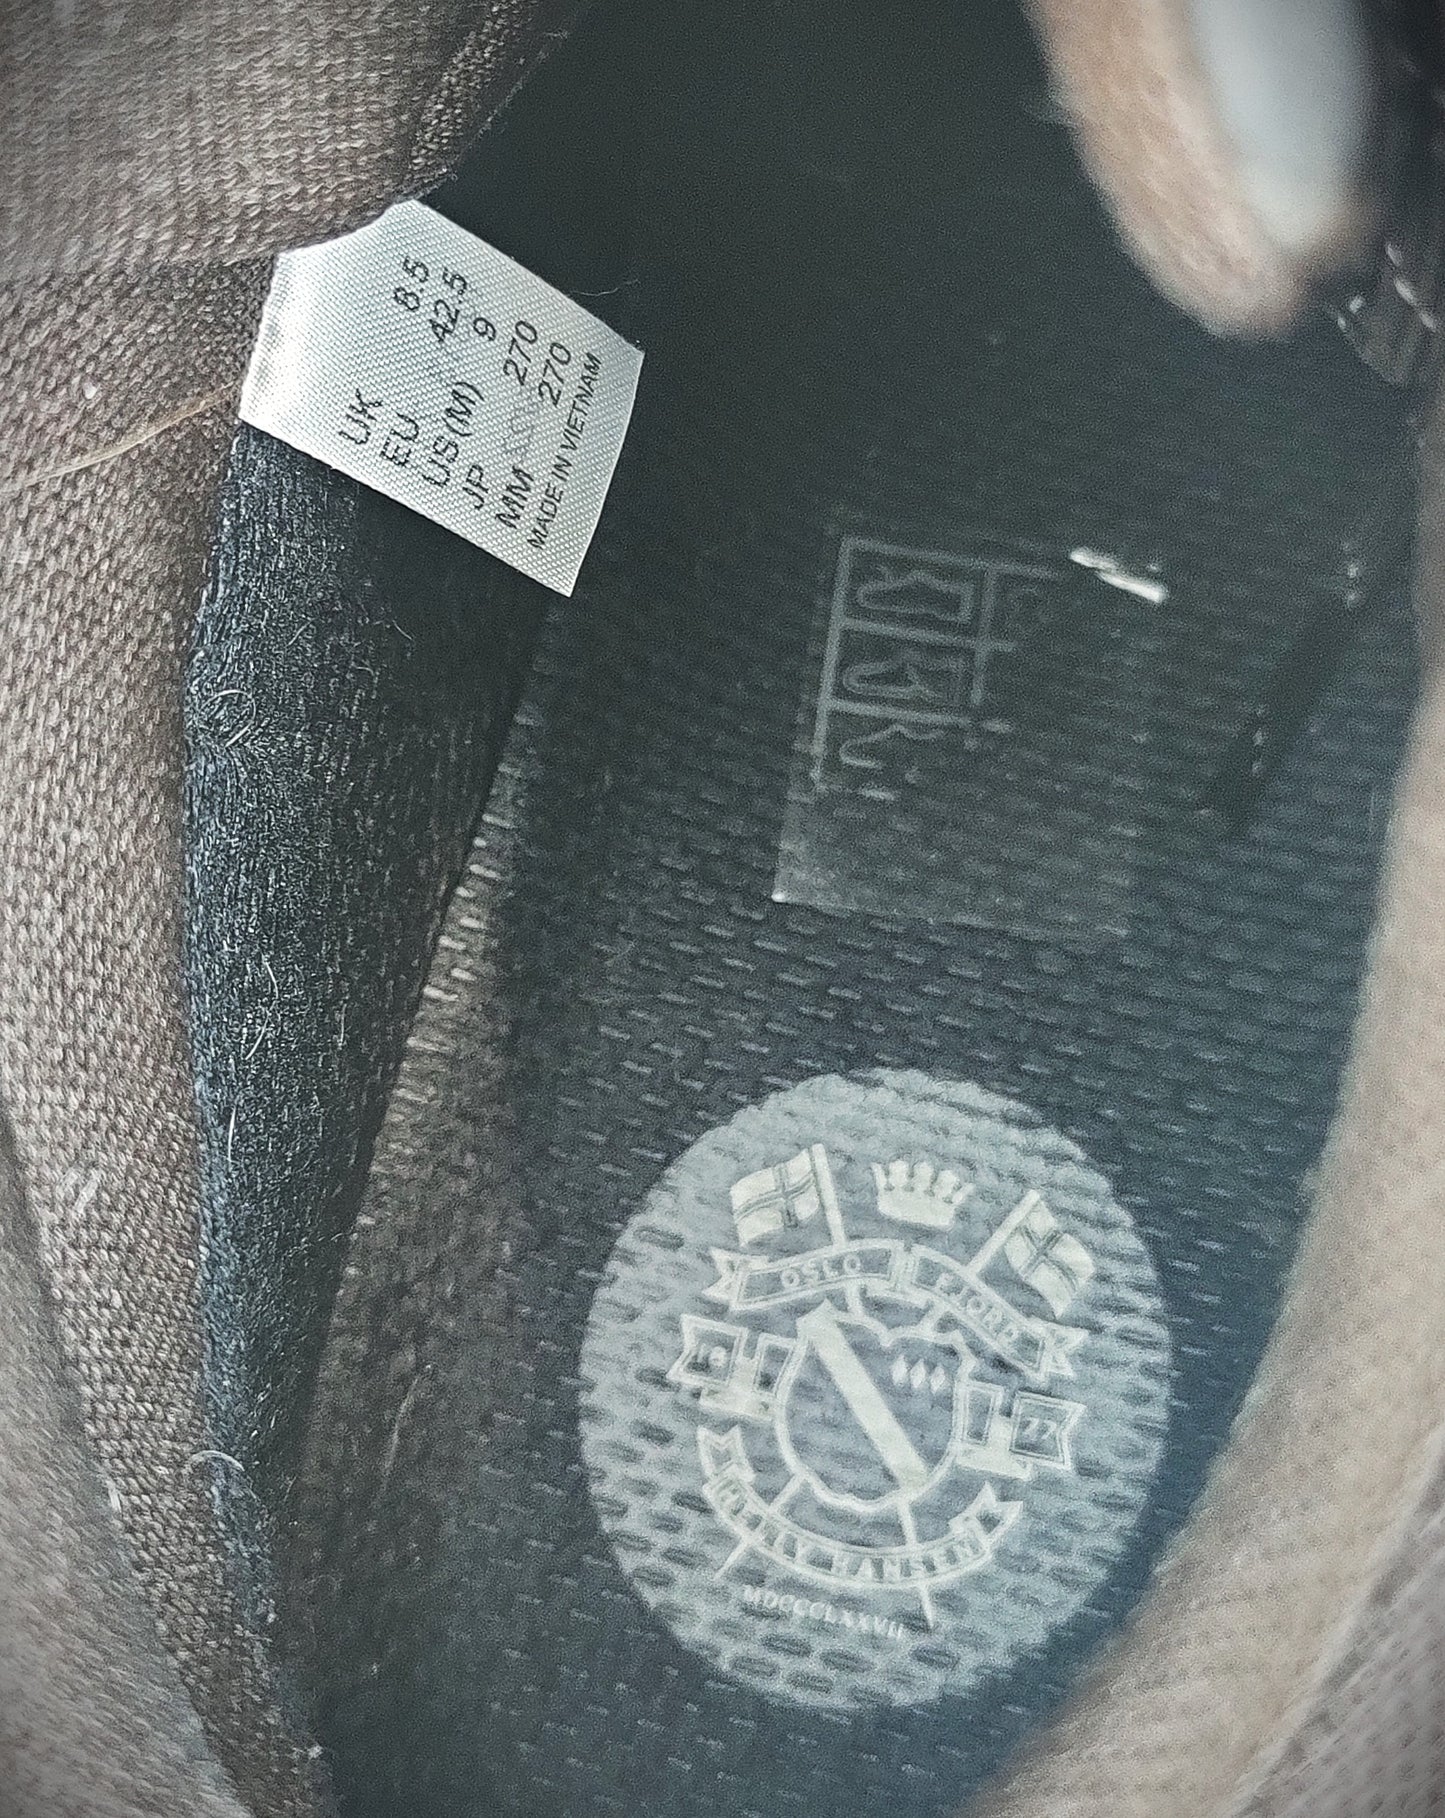 UK 8.5
EU 42.5
US (M) 9
JP 270
MM 270
MADE IN VIETNAM
OSLO FJORD
18 77
HELLY HANSEN
MDCCCLXXVII